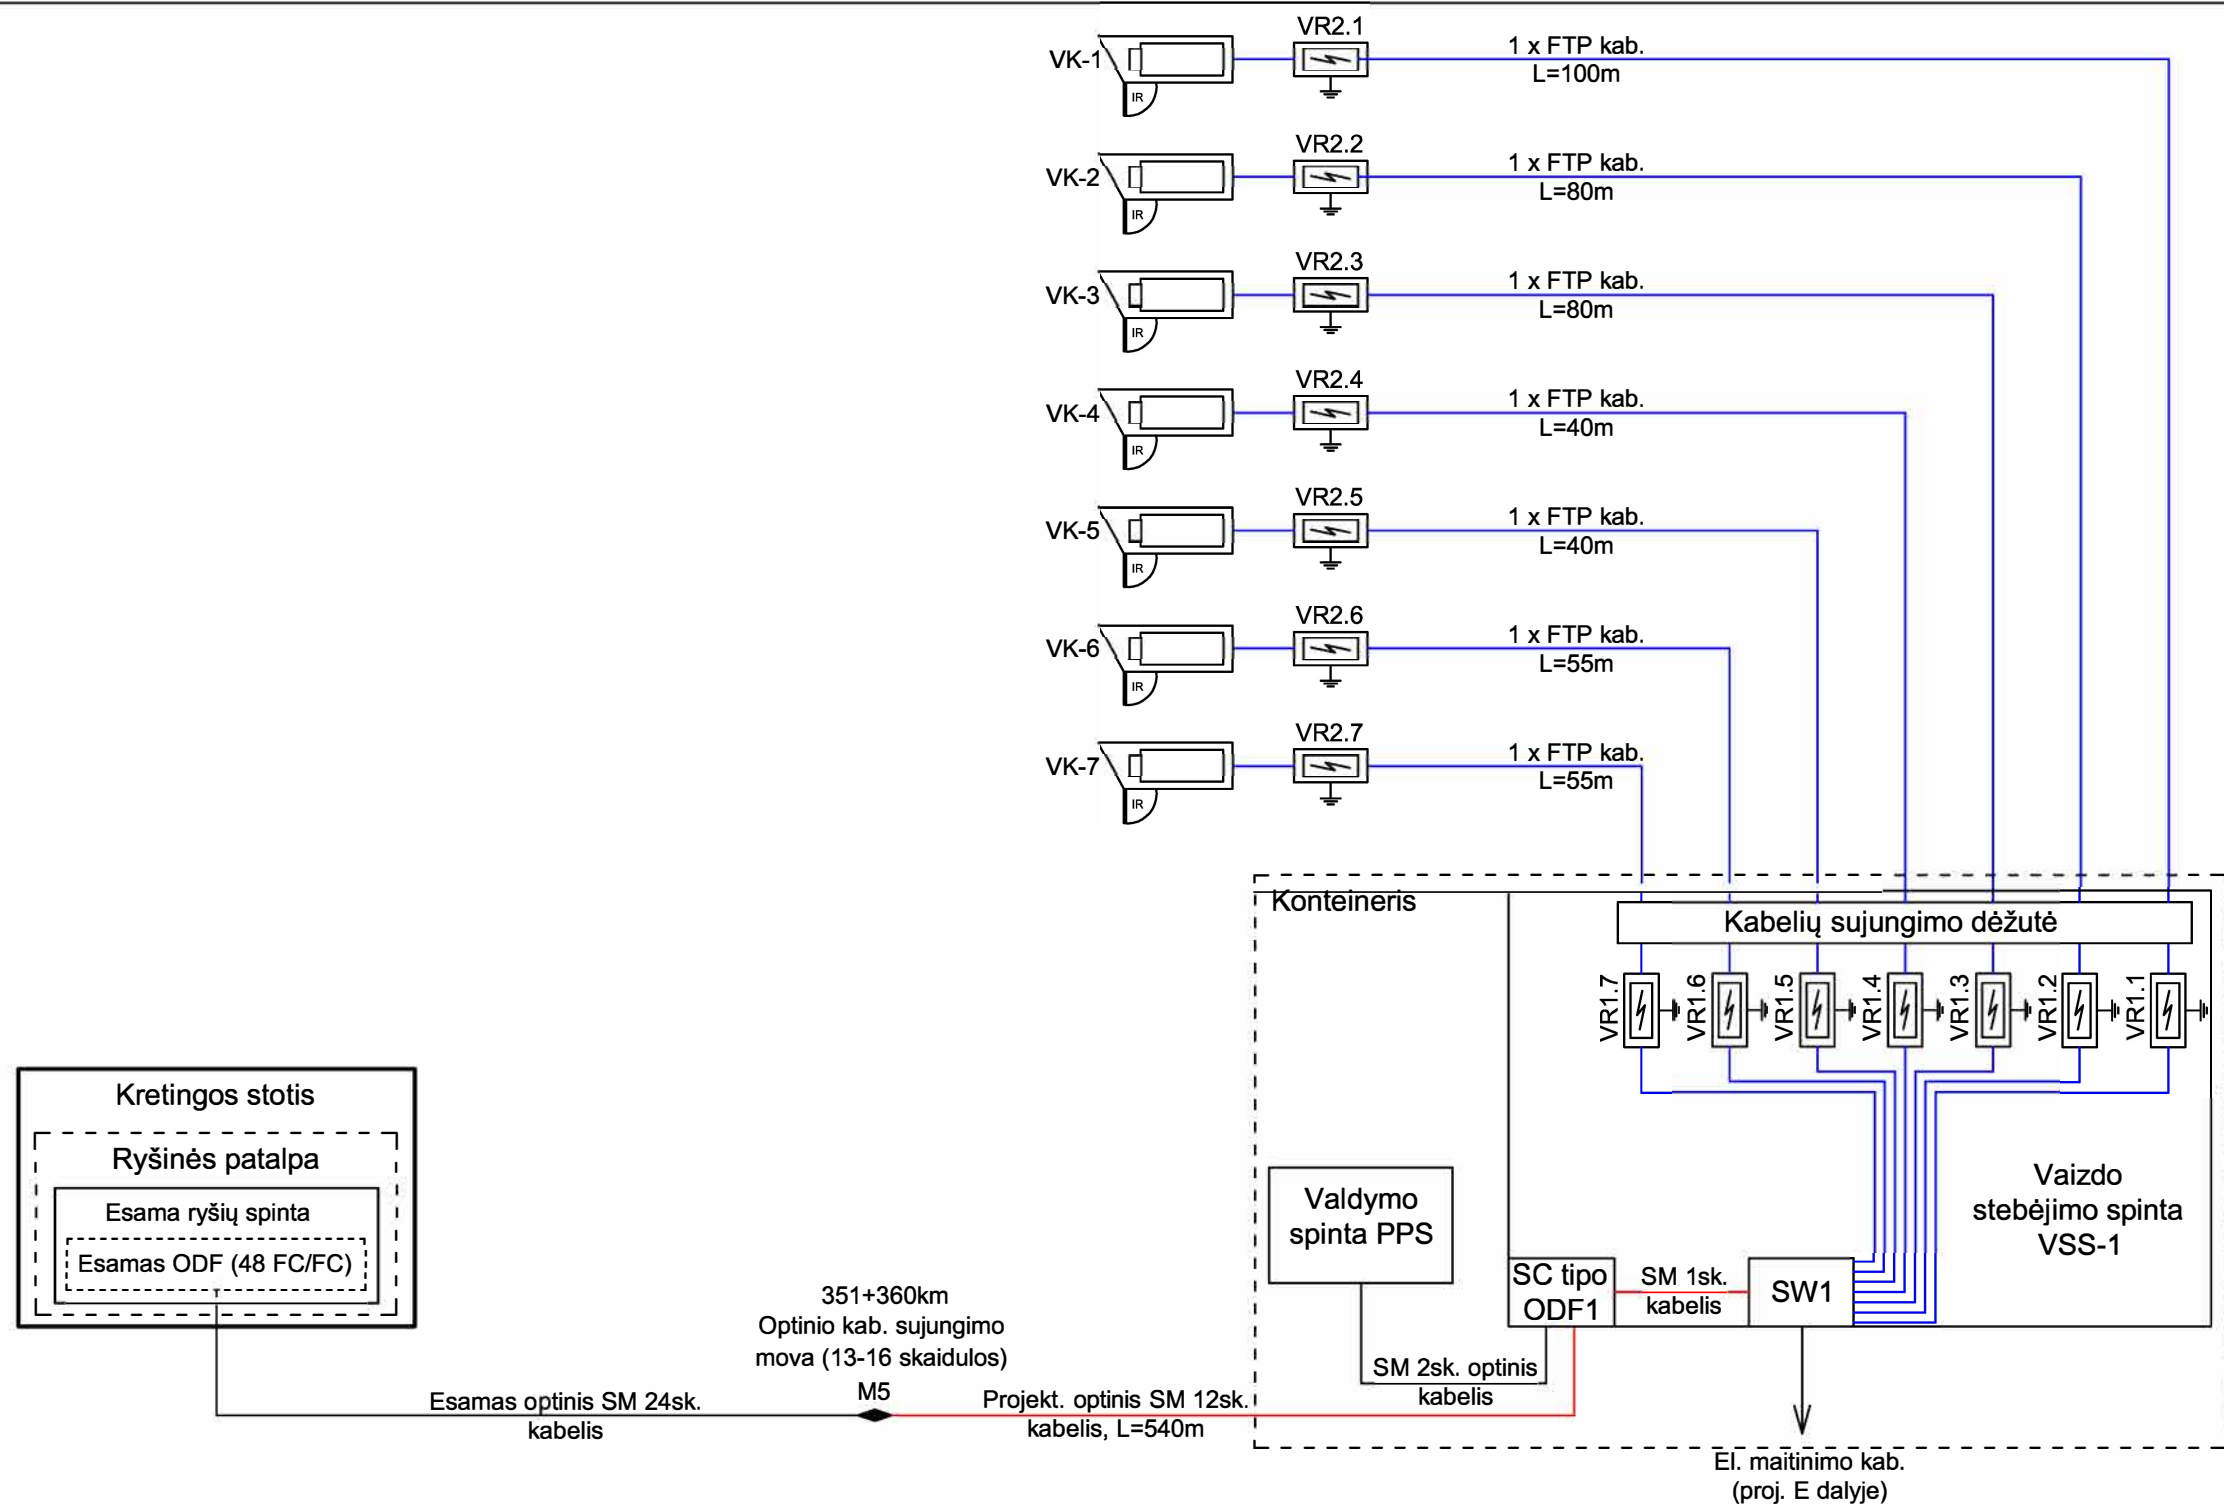 VR2.1
VK-1
1 x FTP kab.
L=100m
IR
VR2.2
VK-2
1 x FTP kab.
L=80m
IR
VR2.3
VK-3
1 x FTP kab.
L=80m
IR
VR2.4
VK-4
1 x FTP kab.
L=40m
IR
VR2.5
VK-5
1 x FTP kab.
L=40m
IR
VR2.6
VK-6
1 x FTP kab.
L=55m
IR
VR2.7
VK-7
1 x FTP kab.
L=55m
IR
Konteineris
Kabelių sujungimo dėžutė
VR1.7
VR1.6
VR1.5
VR1.4
VR1.3
VR1.2
VR1.1
Kretingos stotis
Ryšinės patalpa
Esama ryšių spinta
Esamas ODF (48 FC/FC)
Valdymo
spinta PPS
Vaizdo
stebėjimo spinta
VSS-1
SC tipo
ODF1
SM 1sk.
kabelis
SW1
351+360km
Optinio kab. sujungimo
mova (13-16 skaidulos)
M5
SM 2sk. optinis
kabelis
Esamas optinis SM 24sk.
kabelis
Projekt. optinis SM 12sk.
kabelis, L=540m
El. maitinimo kab.
(proj. E dalyje)